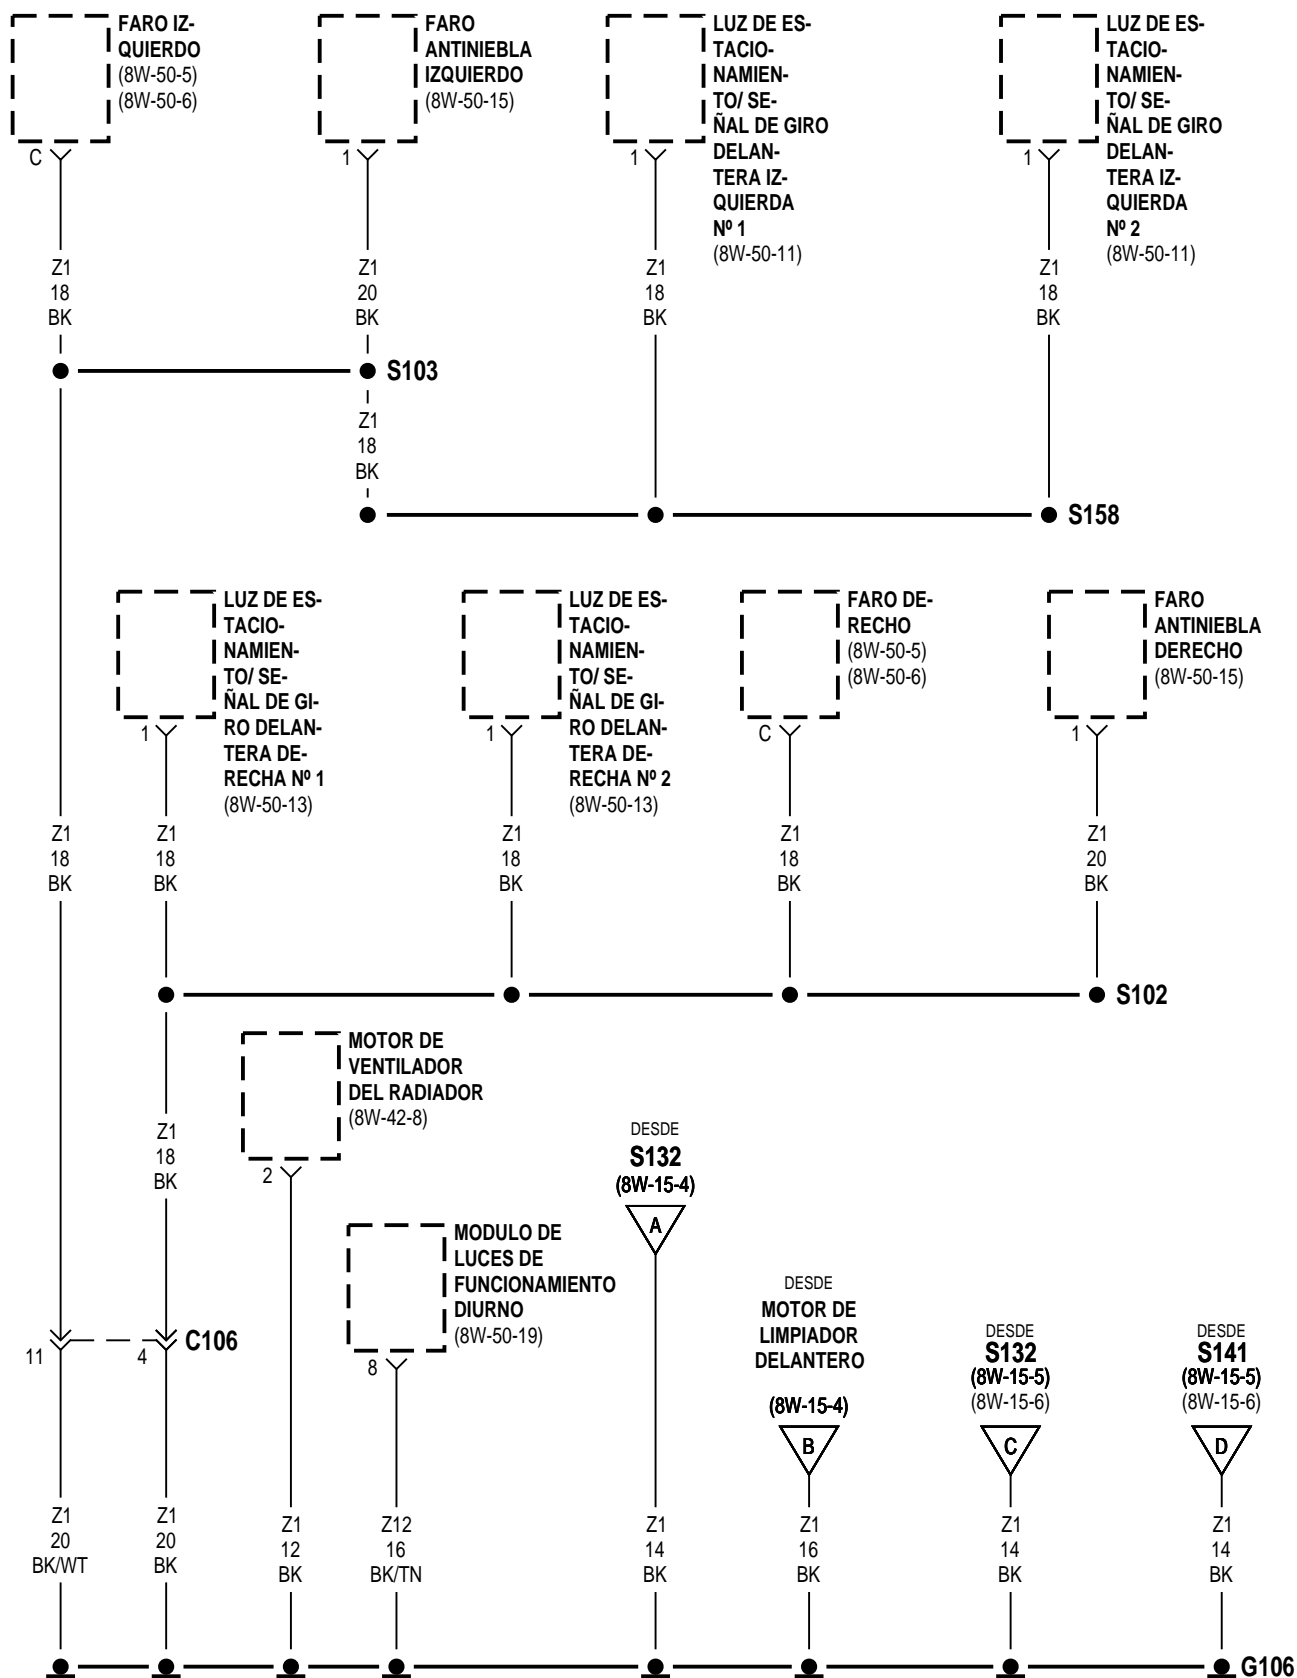 FARO IZ-
QUIERDO
(8W-50-5)
(8W-50-6)
C
FARO
ANTINIEBLA
IZQUIERDO
(8W-50-15)
1
LUZ DE ES-
TACIO-
NAMIEN-
TO/ SE-
ÑAL DE GIRO
DELAN-
TERA IZ-
QUIERDA
Nº 1
(8W-50-11)
1
LUZ DE ES-
TACIO-
NAMIEN-
TO/ SE-
ÑAL DE GIRO
DELAN-
TERA IZ-
QUIERDA
Nº 2
(8W-50-11)
1
Z1
18
BK
Z1
20
BK
Z1
18
BK
Z1
18
BK
S103
Z1
18
BK
S158
LUZ DE ES-
TACIO-
NAMIEN-
TO/ SE-
ÑAL DE GI-
RO DELAN-
TERA DE-
RECHA Nº 1
(8W-50-13)
1
LUZ DE ES-
TACIO-
NAMIEN-
TO/ SE-
ÑAL DE GI-
RO DELAN-
TERA DE-
RECHA Nº 2
(8W-50-13)
1
FARO DE-
RECHO
(8W-50-5)
(8W-50-6)
C
FARO
ANTINIEBLA
DERECHO
(8W-50-15)
1
Z1
18
BK
Z1
18
BK
Z1
18
BK
Z1
18
BK
Z1
20
BK
S102
MOTOR DE
VENTILADOR
DEL RADIADOR
(8W-42-8)
2
Z1
18
BK
DESDE
S132
(8W-15-4)
A
MODULO DE
LUCES DE
FUNCIONAMIENTO
DIURNO
(8W-50-19)
8
DESDE
MOTOR DE
LIMPIADOR
DELANTERO
(8W-15-4)
B
DESDE
S132
(8W-15-5)
(8W-15-6)
C
DESDE
S141
(8W-15-5)
(8W-15-6)
D
11
4
C106
Z1
20
BK/WT
Z1
20
BK
Z1
12
BK
Z12
16
BK/TN
Z1
14
BK
Z1
16
BK
Z1
14
BK
Z1
14
BK
G106